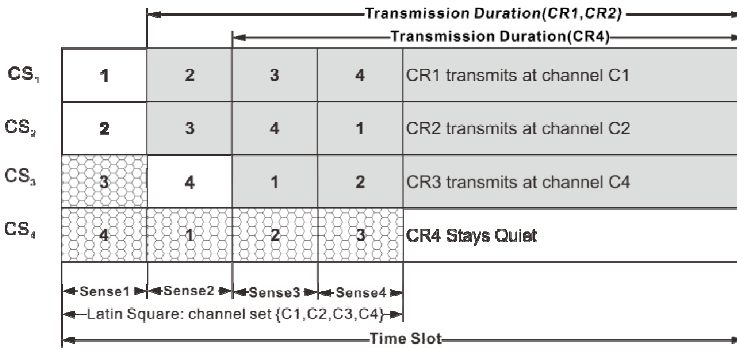 Transmission Duration(CR1,CR2)
Transmission Duration(CR4)
CS₁ 1 2 3 4 CR1 transmits at channel C1
CS₂ 2 3 4 1 CR2 transmits at channel C2
CS₃ 3 4 1 2 CR3 transmits at channel C4
CS₄ 4 1 2 3 CR4 Stays Quiet
Sense1 Sense2 Sense3 Sense4
Latin Square: channel set {C1,C2,C3,C4}
Time Slot